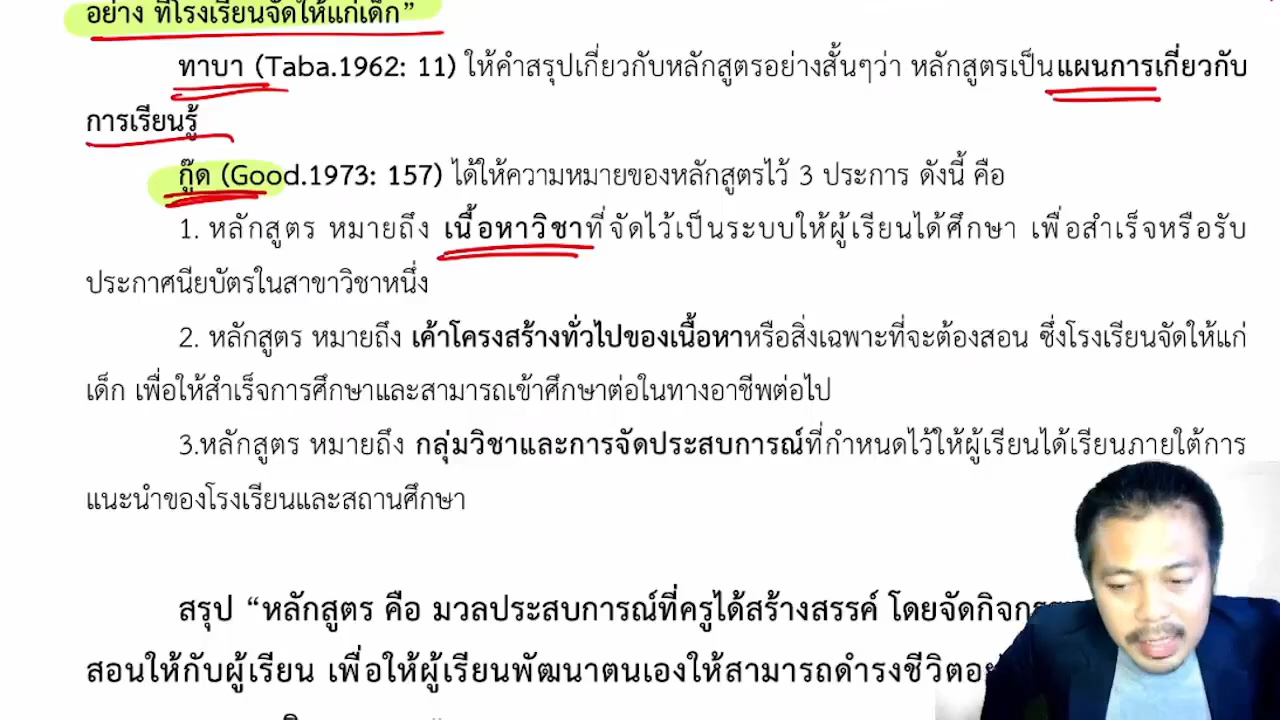 อย่าง ที่โรงเรียนจัดให้แก่เด็ก”
ทาบา (Taba.1962: 11) ให้คำสรุปเกี่ยวกับหลักสูตรอย่างสั้นๆว่า หลักสูตรเป็นแผนการเกี่ยวกับ
การเรียนรู้
กู๊ด (Good.1973: 157) ได้ให้ความหมายของหลักสูตรไว้ 3 ประการ ดังนี้ คือ
1. หลักสูตร หมายถึง เนื้อหาวิชาที่จัดไว้เป็นระบบให้ผู้เรียนได้ศึกษา เพื่อสำเร็จหรือรับ
ประกาศนียบัตรในสาขาวิชาหนึ่ง
2. หลักสูตร หมายถึง เค้าโครงสร้างทั่วไปของเนื้อหาหรือสิ่งเฉพาะที่จะต้องสอน ซึ่งโรงเรียนจัดให้แก่
เด็ก เพื่อให้สำเร็จการศึกษาและสามารถเข้าศึกษาต่อในทางอาชีพต่อไป
3.หลักสูตร หมายถึง กลุ่มวิชาและการจัดประสบการณ์ที่กำหนดไว้ให้ผู้เรียนได้เรียนภายใต้การ
แนะนำของโรงเรียนและสถานศึกษา
สรุป “หลักสูตร คือ มวลประสบการณ์ที่ครูได้สร้างสรรค์ โดยจัด
สอนให้กับผู้เรียน เพื่อให้ผู้เรียนพัฒนาตนเองให้สามารถดำรงชีวิต